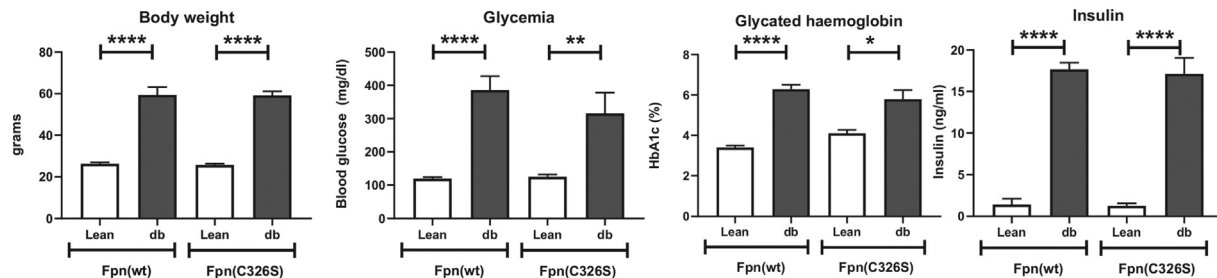 Body weight
**** ****
grams
80
60
40
20
0
Lean db Lean db
Fpn(wt) Fpn(C326S)
Glycemia
**** **
Blood glucose (mg/dl)
500
400
300
200
100
0
Lean db Lean db
Fpn(wt) Fpn(C326S)
Glycated haemoglobin
**** *
HbA1c (%)
8
6
4
2
0
Lean db Lean db
Fpn(wt) Fpn(C326S)
Insulin
**** ****
Insulin (ng/ml)
20
15
10
5
0
Lean db Lean db
Fpn(wt) Fpn(C326S)